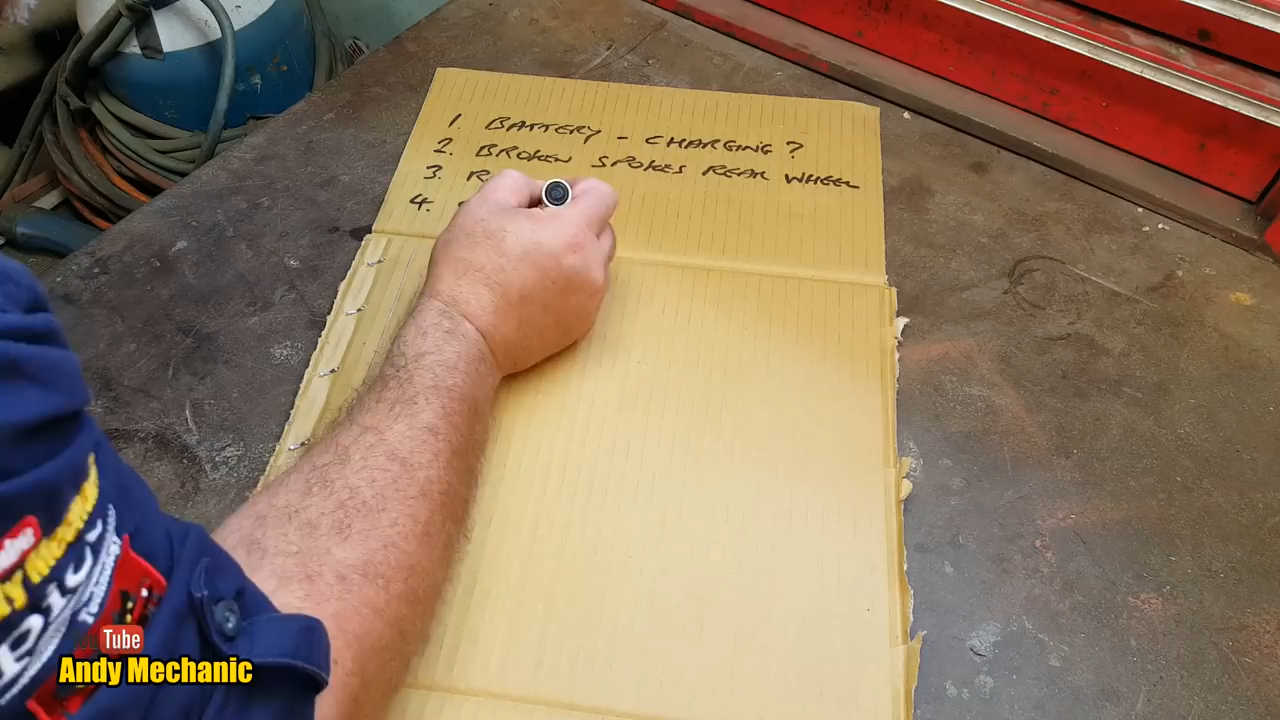 1. BATTERY - CHARGING?
2. BROKEN SPOKES REAR WHEEL
3.
4.
Tube
Andy Mechanic